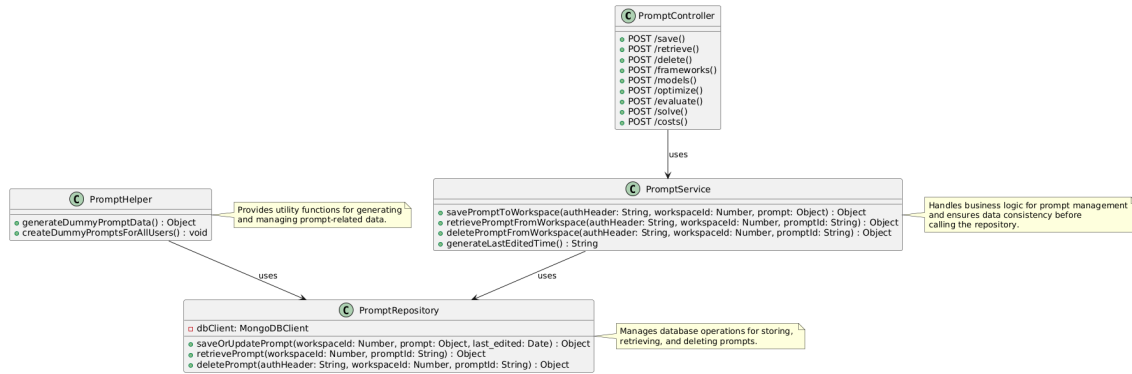 C PromptController
POST /save()
POST /retrieve()
POST /delete()
POST /frameworks()
POST /models()
POST /optimize()
POST /evaluate()
POST /solve()
POST /costs()
uses
C PromptHelper
generateDummyPromptData() : Object
createDummyPromptsForAllUsers() : void
Provides utility functions for generating
and managing prompt-related data.
C PromptService
savePromptToWorkspace(authHeader: String, workspaceId: Number, prompt: Object) : Object
retrievePromptFromWorkspace(authHeader: String, workspaceId: Number, promptId: String) : Object
deletePromptFromWorkspace(authHeader: String, workspaceId: Number, promptId: String) : Object
generateLastEditedTime() : String
Handles business logic for prompt management
and ensures data consistency before
calling the repository.
uses
uses
C PromptRepository
dbClient: MongoDBClient
saveOrUpdatePrompt(workspaceId: Number, prompt: Object, last_edited: Date) : Object
retrievePrompt(workspaceId: Number, promptId: String) : Object
deletePrompt(authHeader: String, workspaceId: Number, promptId: String) : Object
Manages database operations for storing,
retrieving, and deleting prompts.